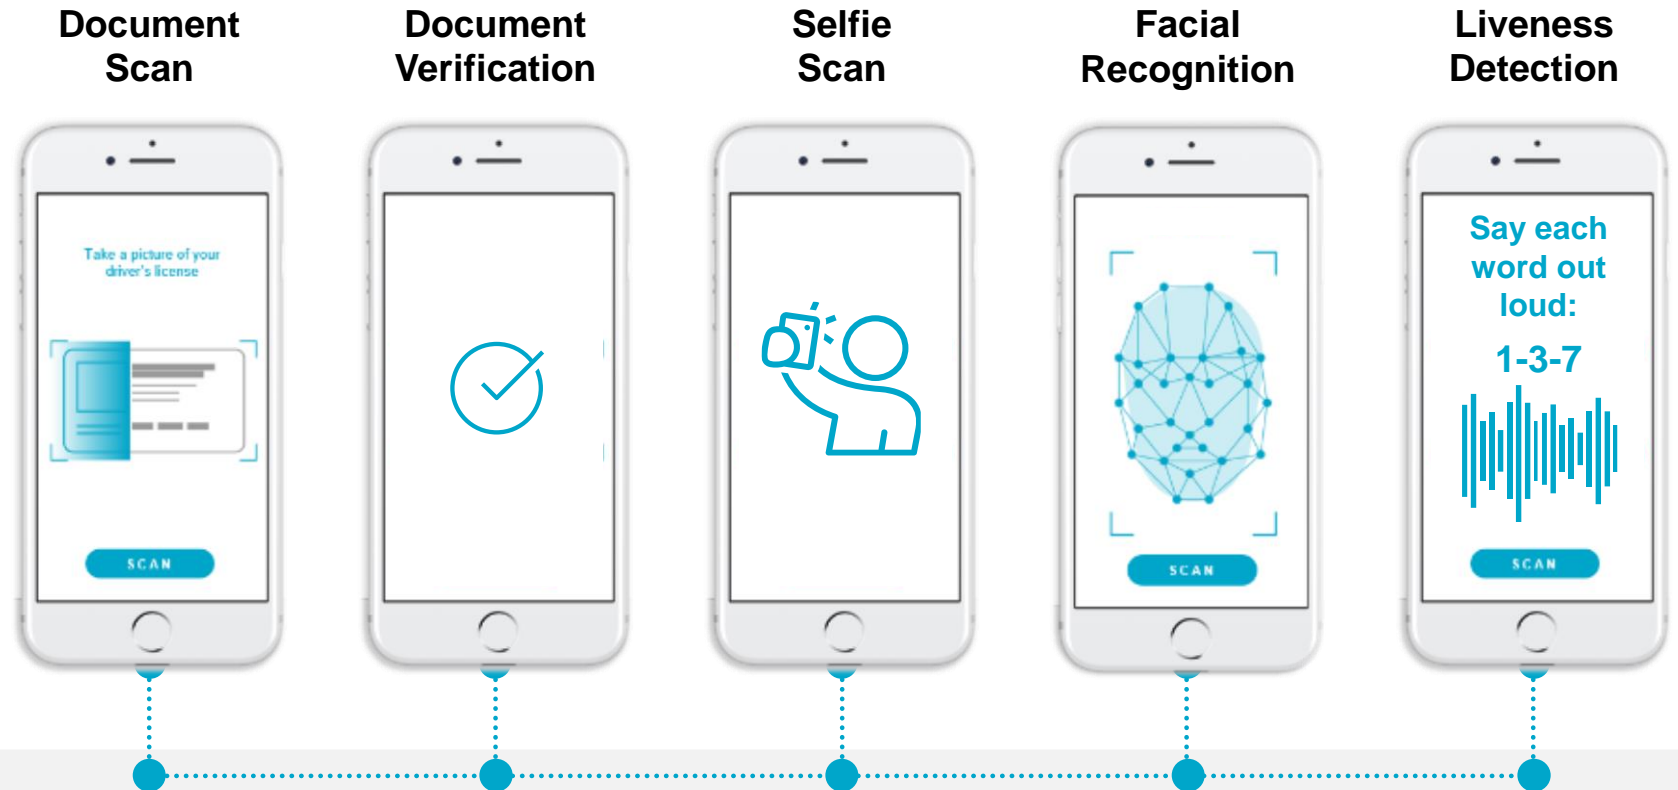 Document
Scan
Document
Verification
Selfie
Scan
Facial
Recognition
Liveness
Detection
Take a picture of your
driver's license
SCAN
SCAN
Say each
word out
loud:
1-3-7
SCAN